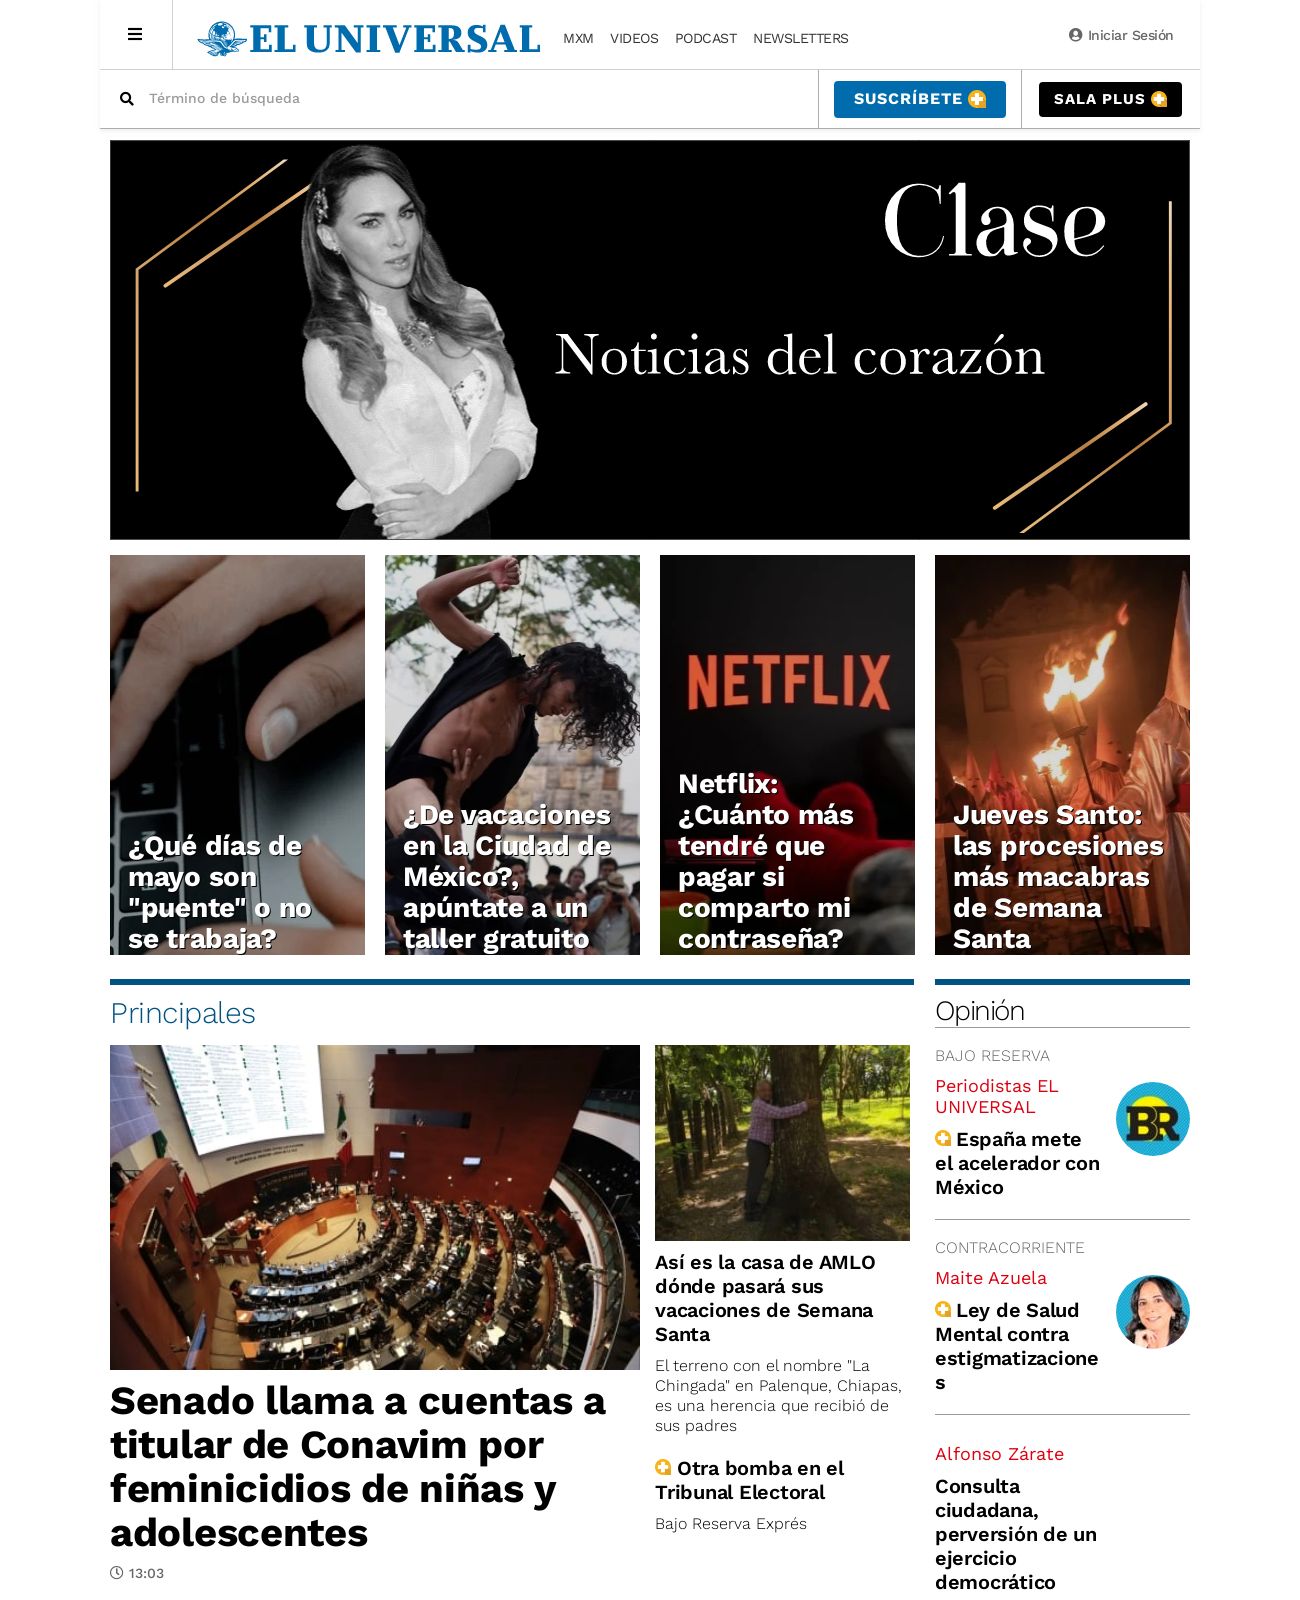 EL UNIVERSAL
MXM VIDEOS PODCAST NEWSLETTERS
Iniciar Sesión
Término de búsqueda
SUSCRÍBETE
SALA PLUS
Clase
Noticias del corazón
¿Qué días de
mayo son
"puente" o no
se trabaja?
¿De vacaciones
en la Ciudad de
México?,
apúntate a un
taller gratuito
NETFLIX
Netflix:
¿Cuánto más
tendré que
pagar si
comparto mi
contraseña?
Jueves Santo:
las procesiones
más macabras
de Semana
Santa
Principales
Senado llama a cuentas a
titular de Conavim por
feminicidios de niñas y
adolescentes
13:03
Así es la casa de AMLO
dónde pasará sus
vacaciones de Semana
Santa
El terreno con el nombre "La
Chingada" en Palenque, Chiapas,
es una herencia que recibió de
sus padres
Otra bomba en el
Tribunal Electoral
Bajo Reserva Exprés
Opinión
BAJO RESERVA
Periodistas EL
UNIVERSAL
BR
España mete
el acelerador con
México
CONTRACORRIENTE
Maite Azuela
Ley de Salud
Mental contra
estigmatizacione
s
Alfonso Zárate
Consulta
ciudadana,
perversión de un
ejercicio
democrático